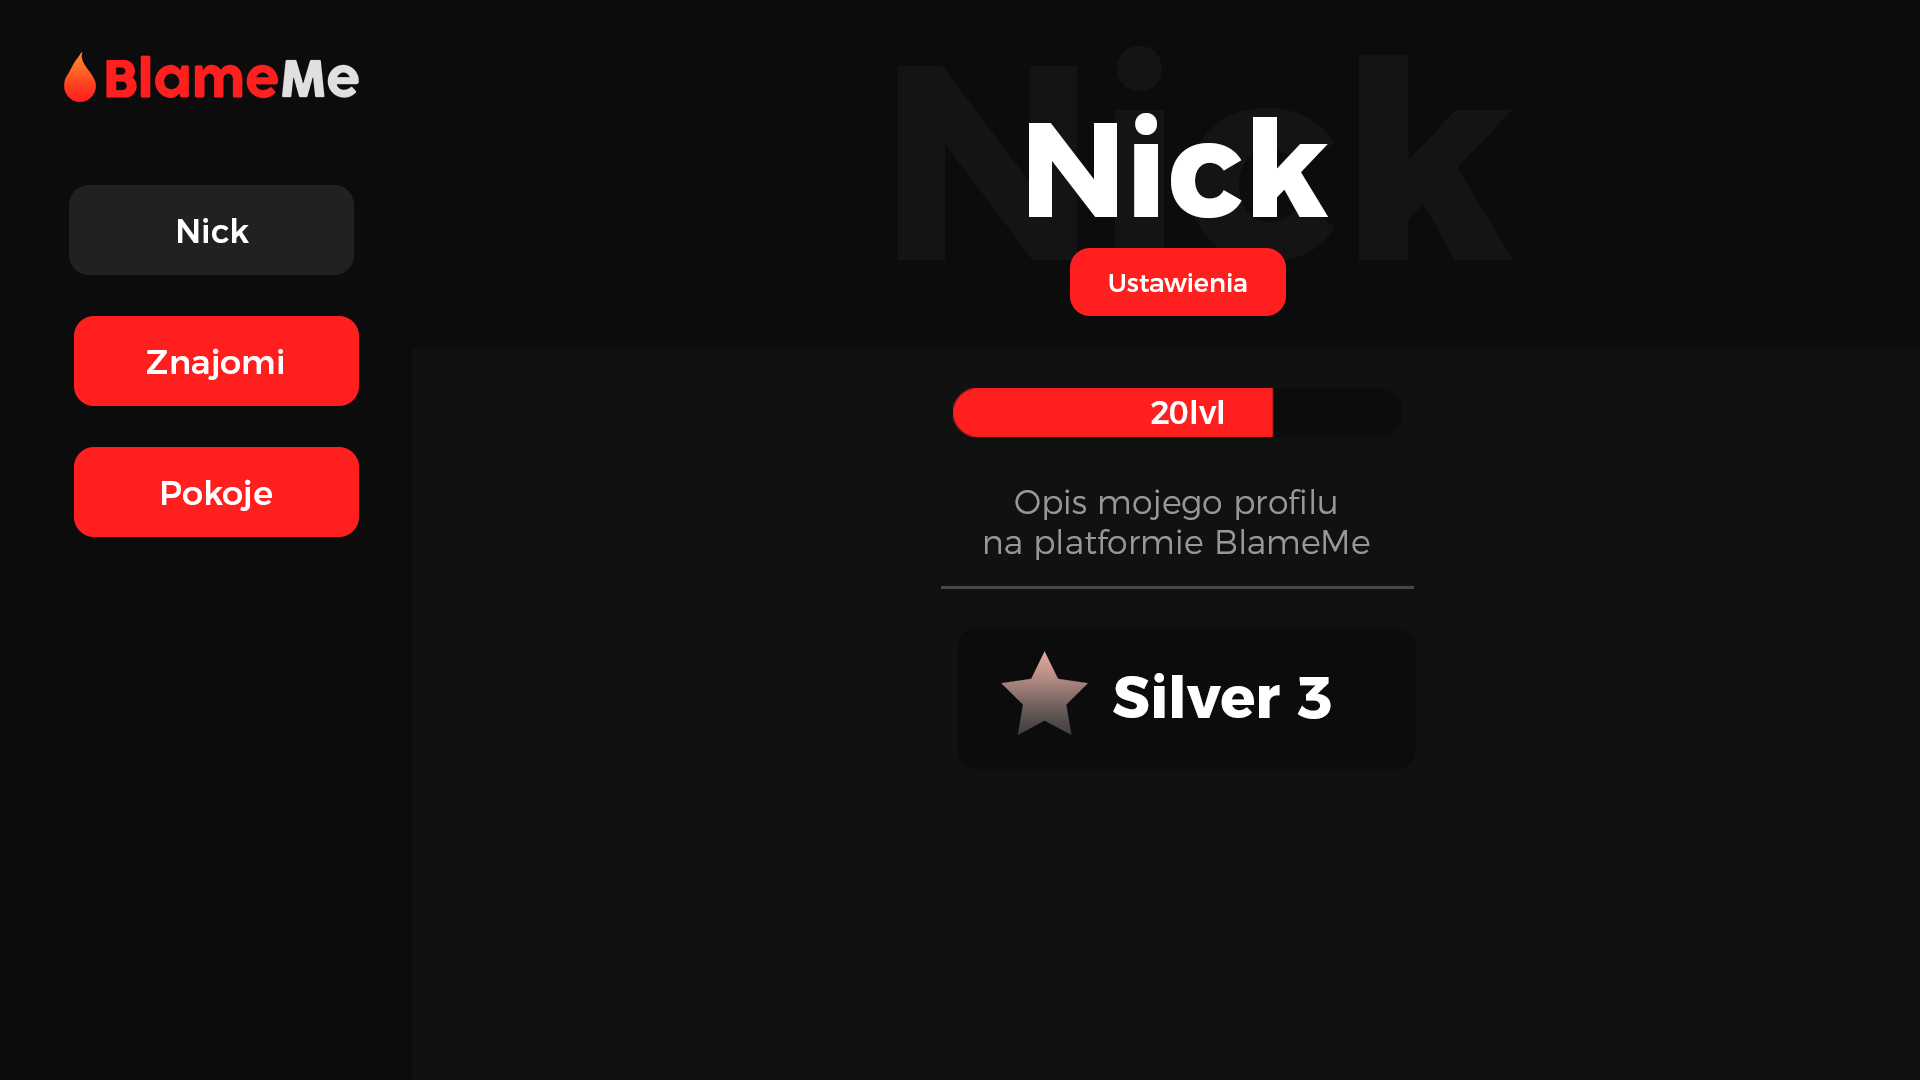 BlameMe
Nick
Znajomi
Pokoje
Nick
Nick
Ustawienia
20lvl
Opis mojego profilu
na platformie BlameMe
Silver 3